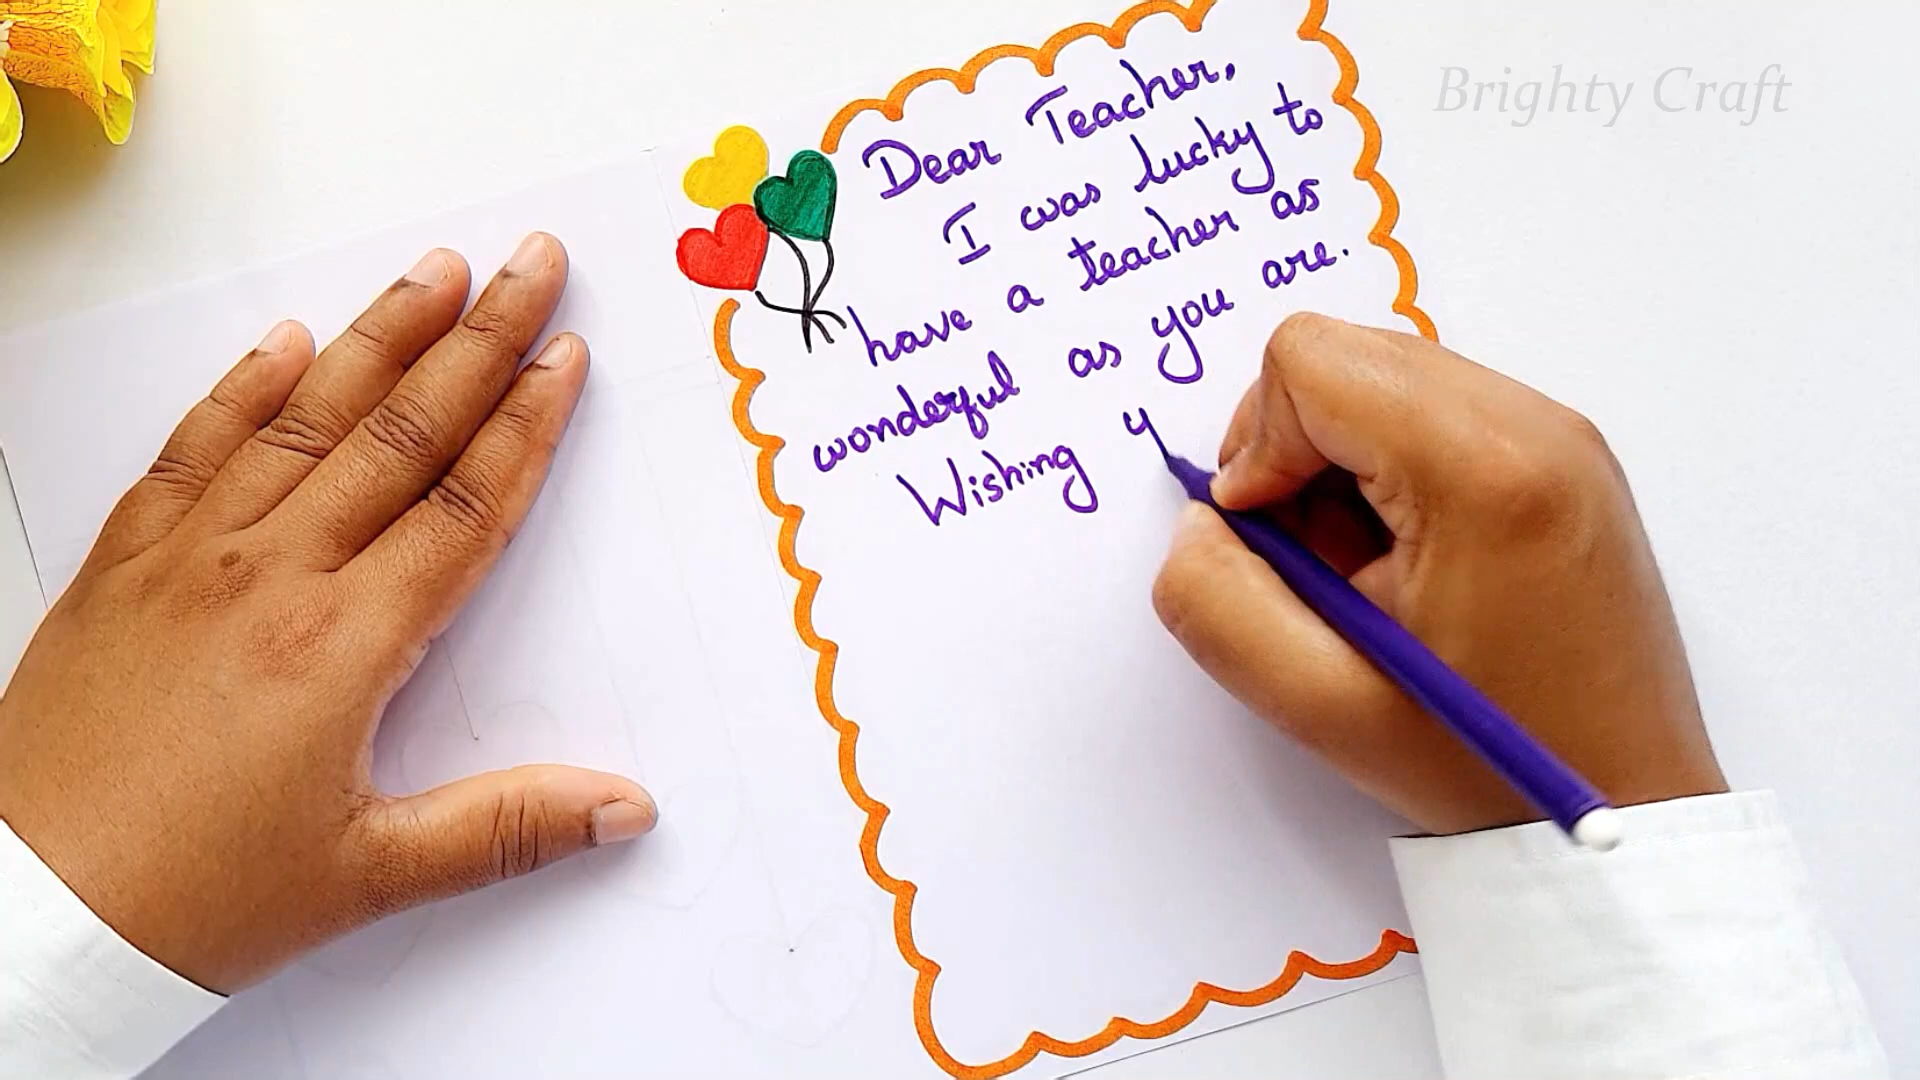 Brighty Craft
Dear Teacher,
I was lucky to
have a teacher as
wonderful as you are.
Wishing y